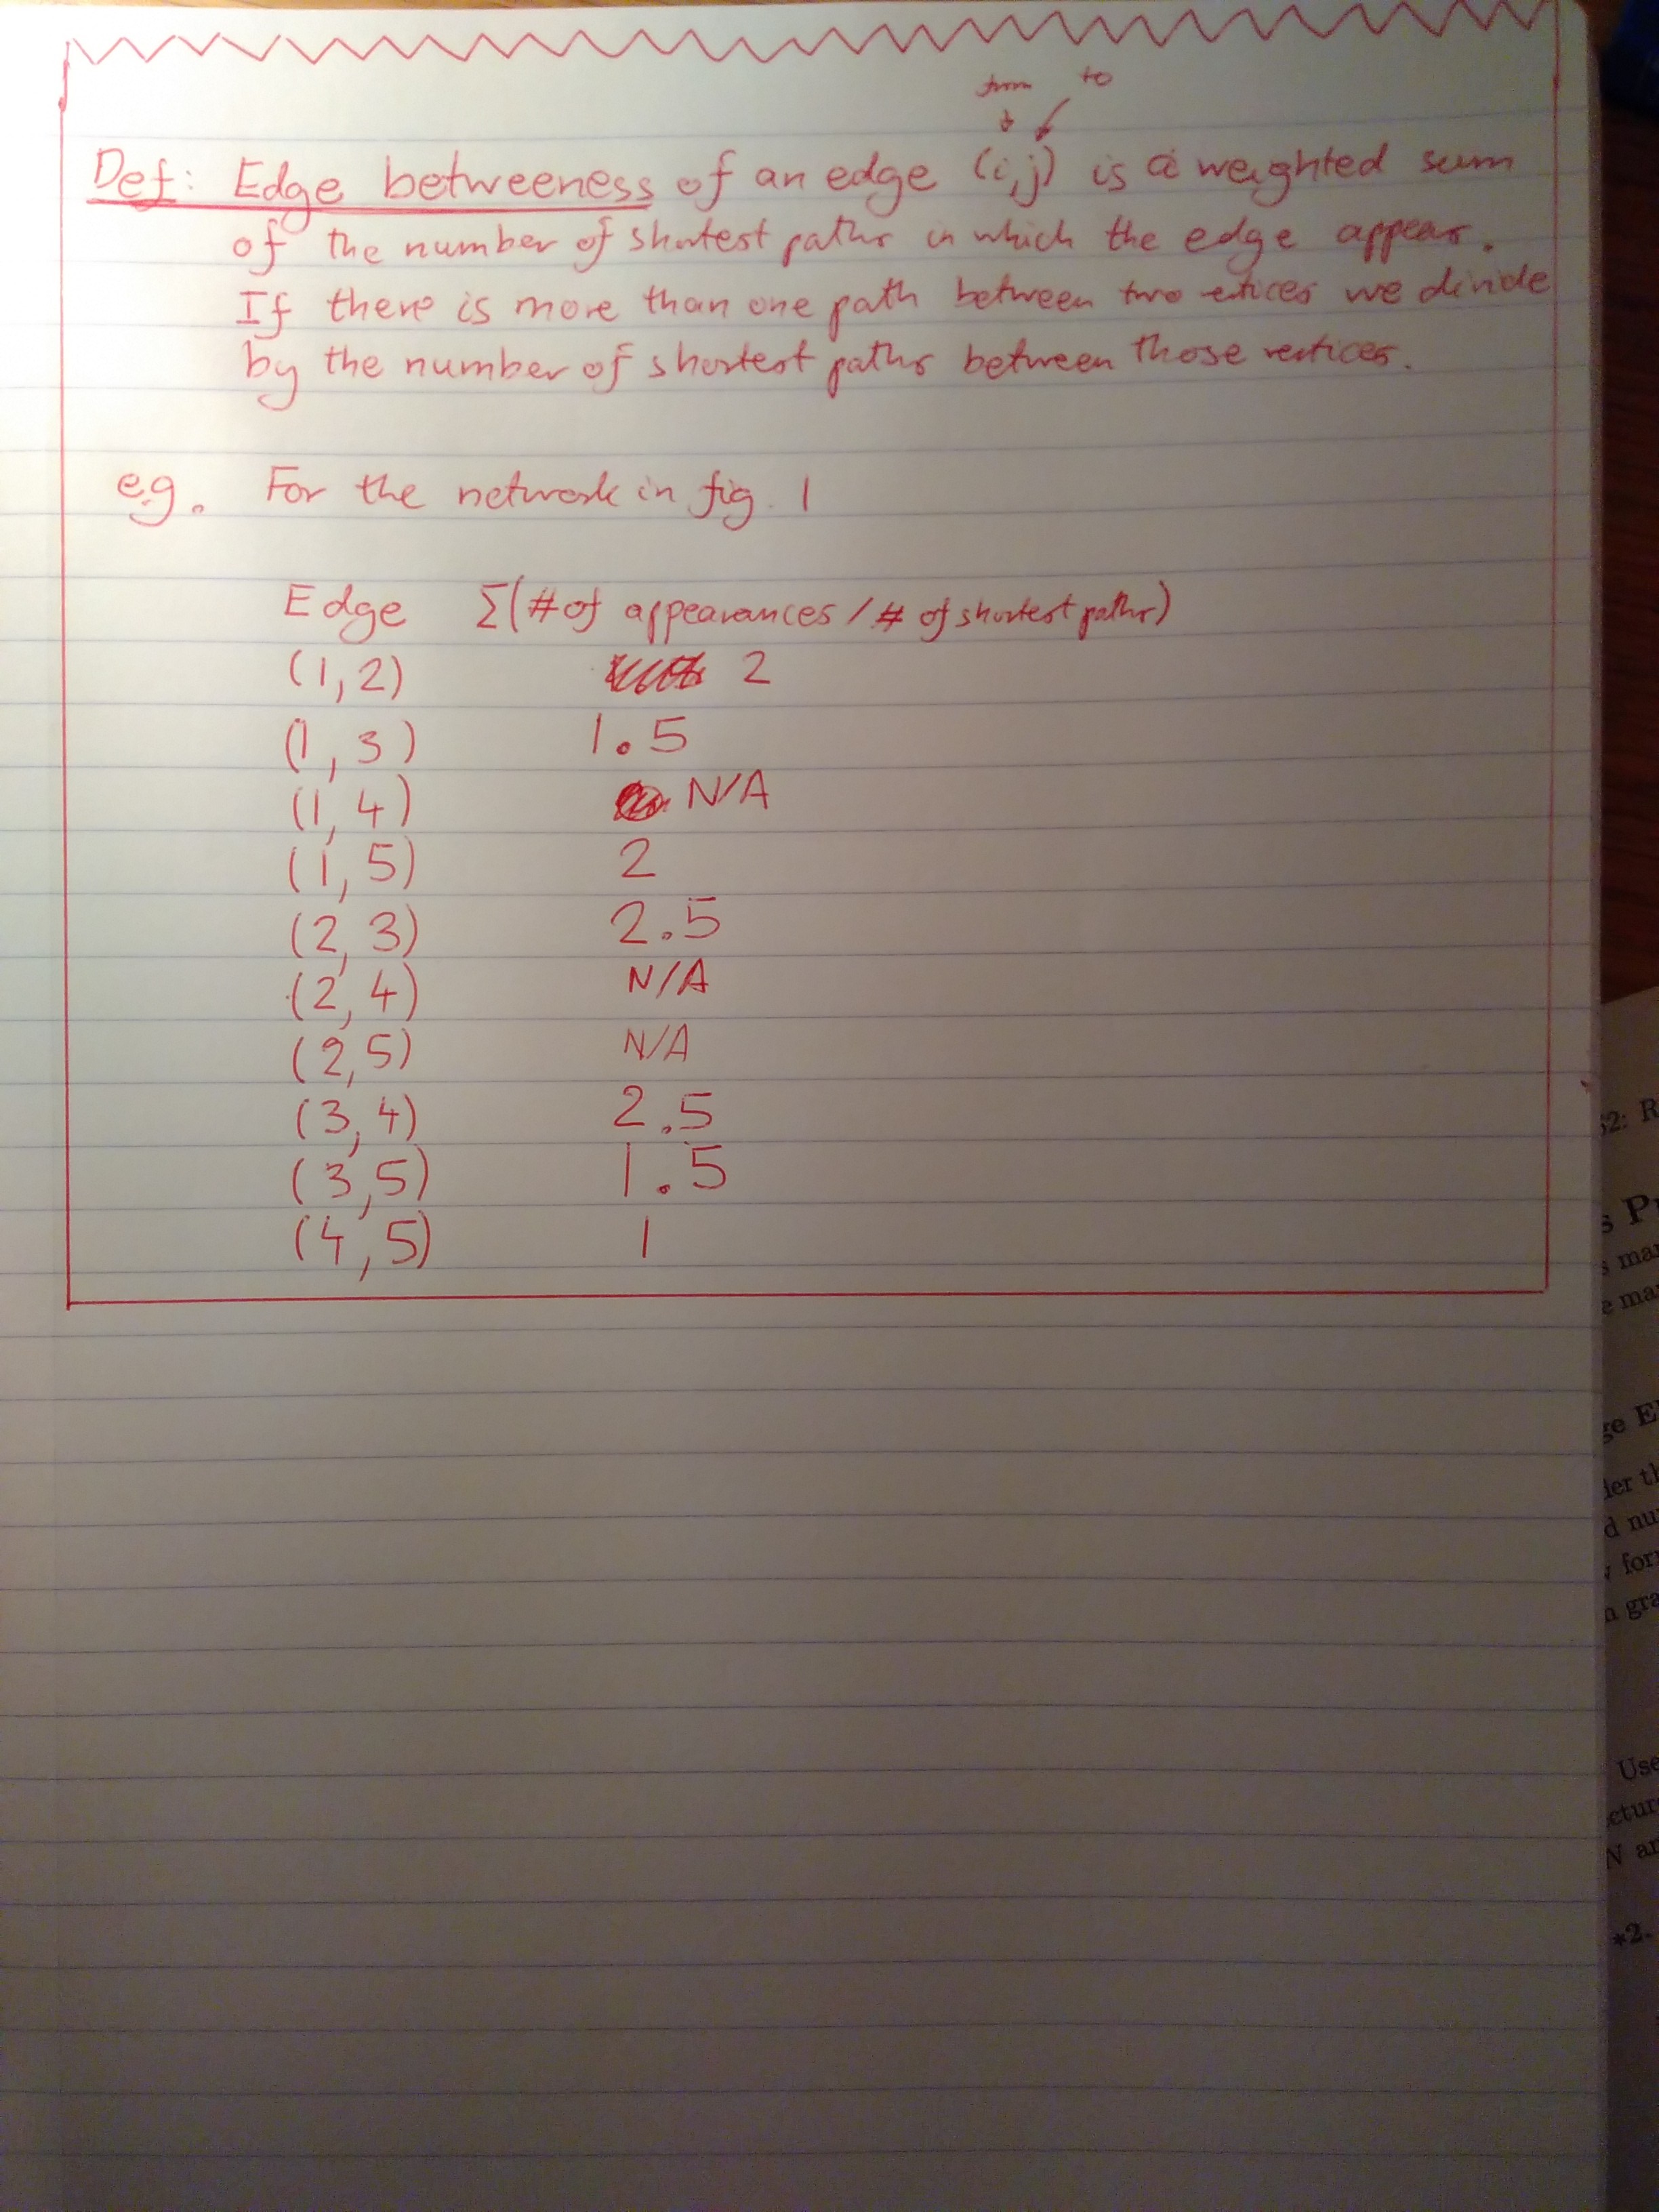 from to
Def: Edge betweeness of an edge (i,j) is a weighted sum
of the number of shortest paths in which the edge appears.
If there is more than one path between two vertices we divide
by the number of shortest paths between those vertices.
e.g. For the network in fig. 1
Edge Σ(# of appearances / # of shortest paths)
(1,2) 2
(1,3) 1.5
(1,4) N/A
(1,5) 2
(2,3) 2.5
(2,4) N/A
(2,5) N/A
(3,4) 2.5
(3,5) 1.5
(4,5) 1
2: R
s P
s ma
e ma
ge E
der th
d nu
for
n gra
Use
ctur
N ar
*2.